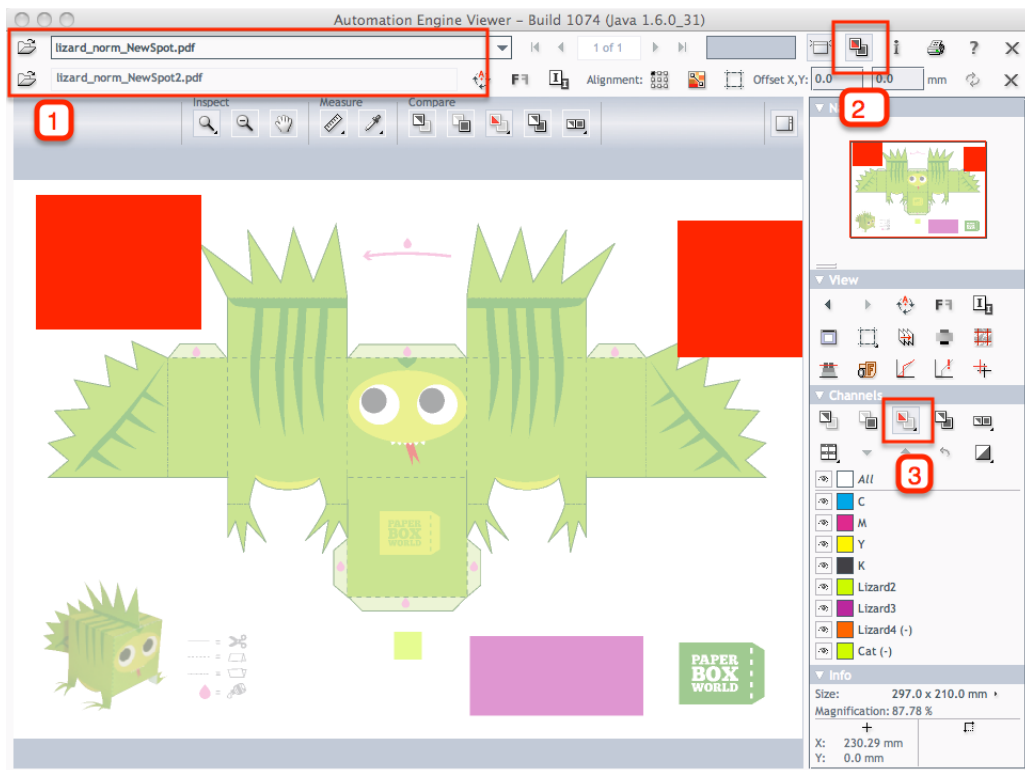 Automation Engine Viewer – Build 1074 (Java 1.6.0_31)
lizard_norm_NewSpot.pdf
1 of 1
i
?
lizard_norm_NewSpot2.pdf
Alignment:
Offset X,Y: 0.0 0.0 mm
1
2
Inspect
Measure
Compare
View
Channels
3
All
C
M
Y
K
Lizard2
Lizard3
Lizard4 (-)
Cat (-)
Info
Size: 297.0 x 210.0 mm
Magnification: 87.78 %
X: 230.29 mm
Y: 0.0 mm
PAPER
BOX
WORLD
PAPER
BOX
WORLD